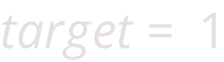 target = 1